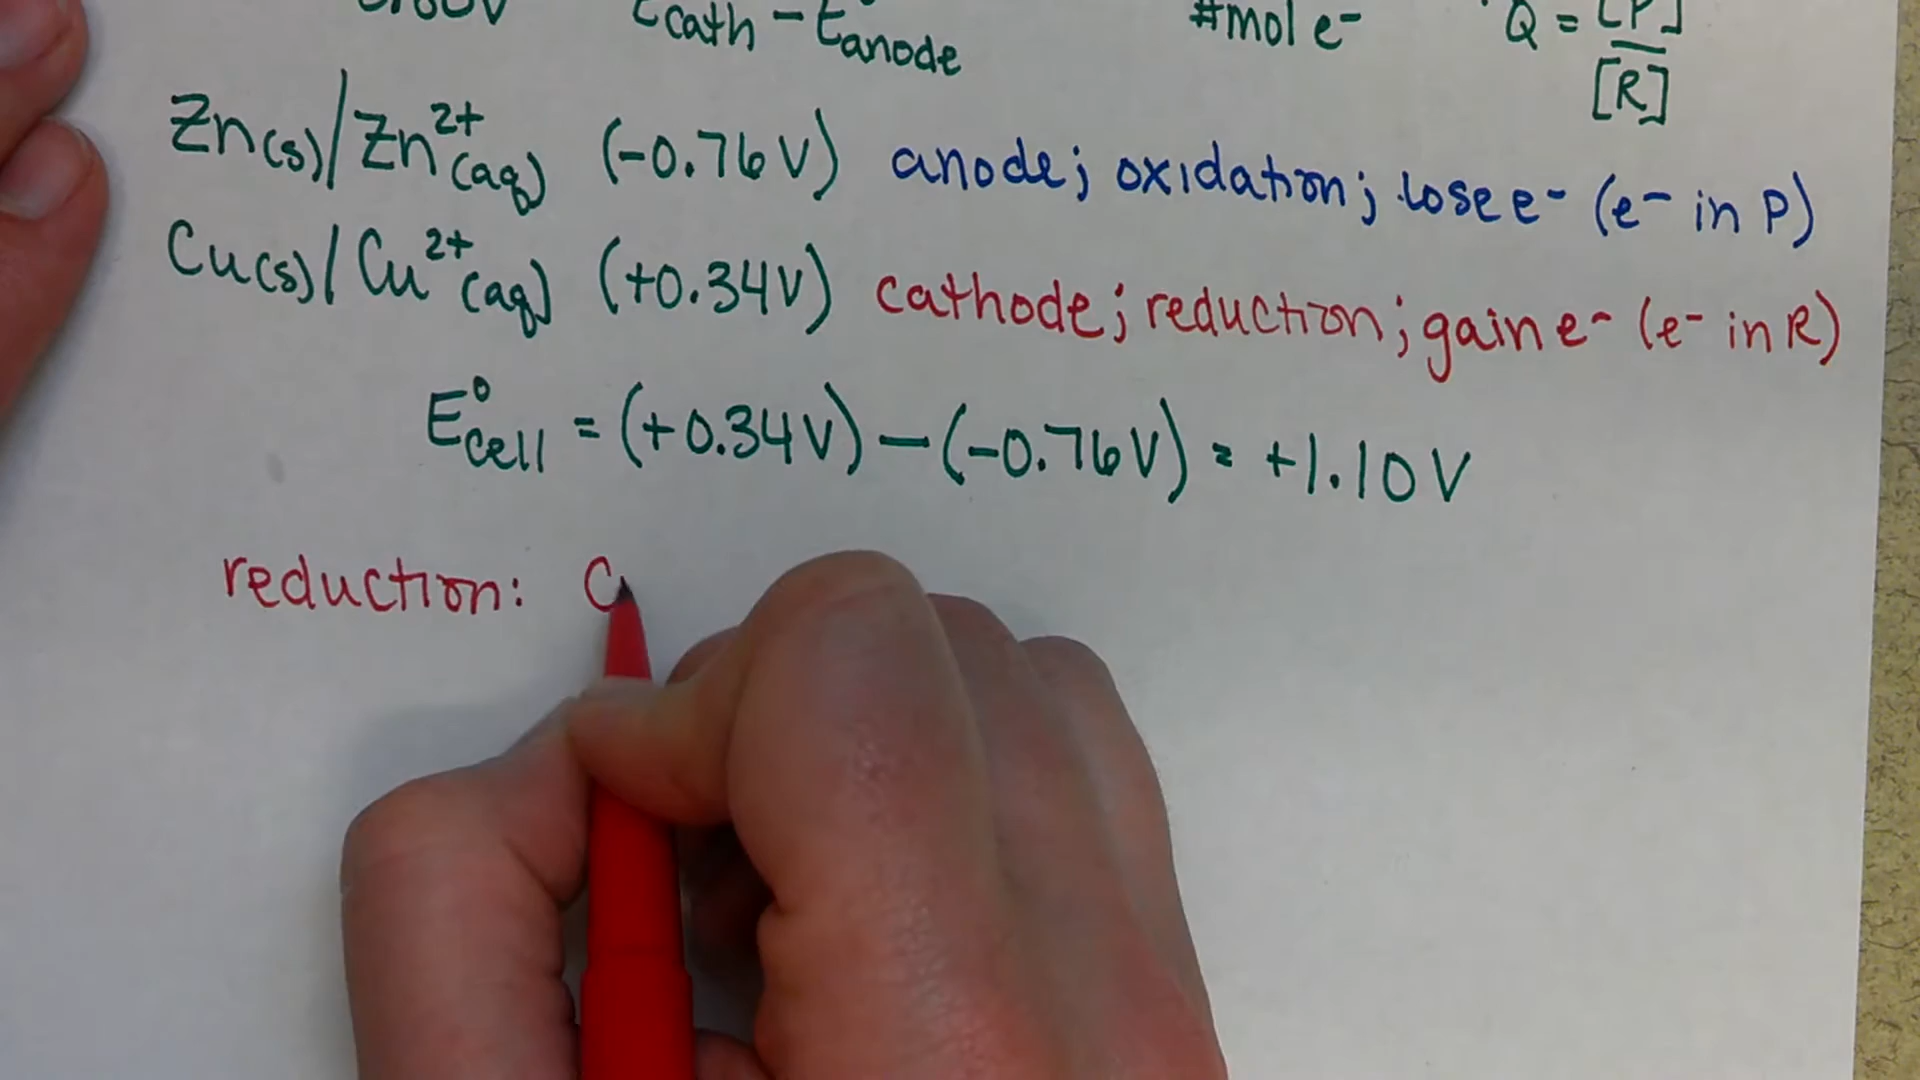 Ecath - E°anode #mol e⁻ Q = [P]/[R]
Zn(s)/Zn²⁺(aq) (-0.76V) anode; oxidation; lose e⁻ (e⁻ in P)
Cu(s)/Cu²⁺(aq) (+0.34V) cathode; reduction; gain e⁻ (e⁻ in R)
E°cell = (+0.34V) - (-0.76V) = +1.10V
reduction: C